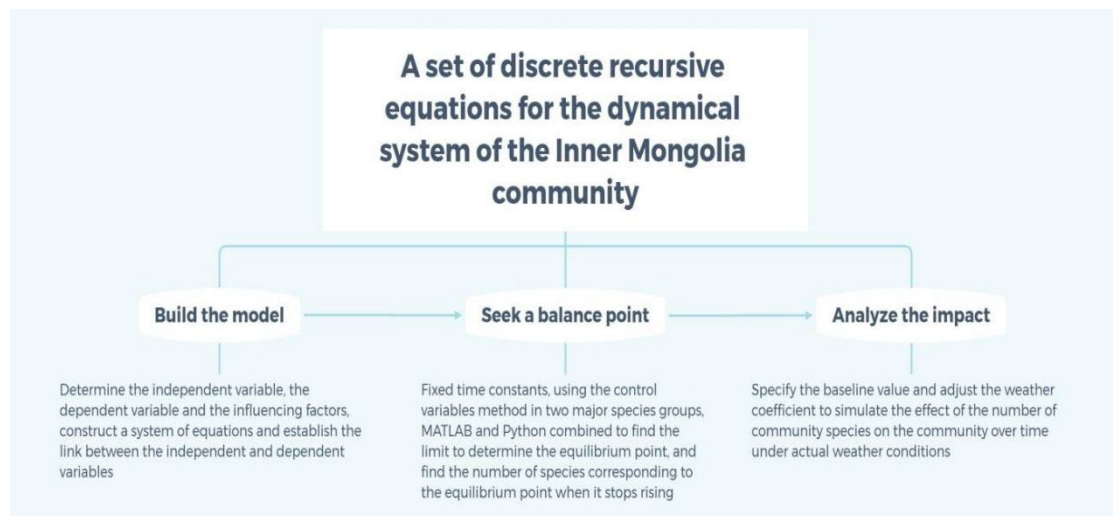 A set of discrete recursive
equations for the dynamical
system of the Inner Mongolia
community
Build the model
Seek a balance point
Analyze the impact
Determine the independent variable, the
dependent variable and the influencing factors,
construct a system of equations and establish the
link between the independent and dependent
variables
Fixed time constants, using the control
variables method in two major species groups,
MATLAB and Python combined to find the
limit to determine the equilibrium point, and
find the number of species corresponding to
the equilibrium point when it stops rising
Specify the baseline value and adjust the weather
coefficient to simulate the effect of the number of
community species on the community over time
under actual weather conditions